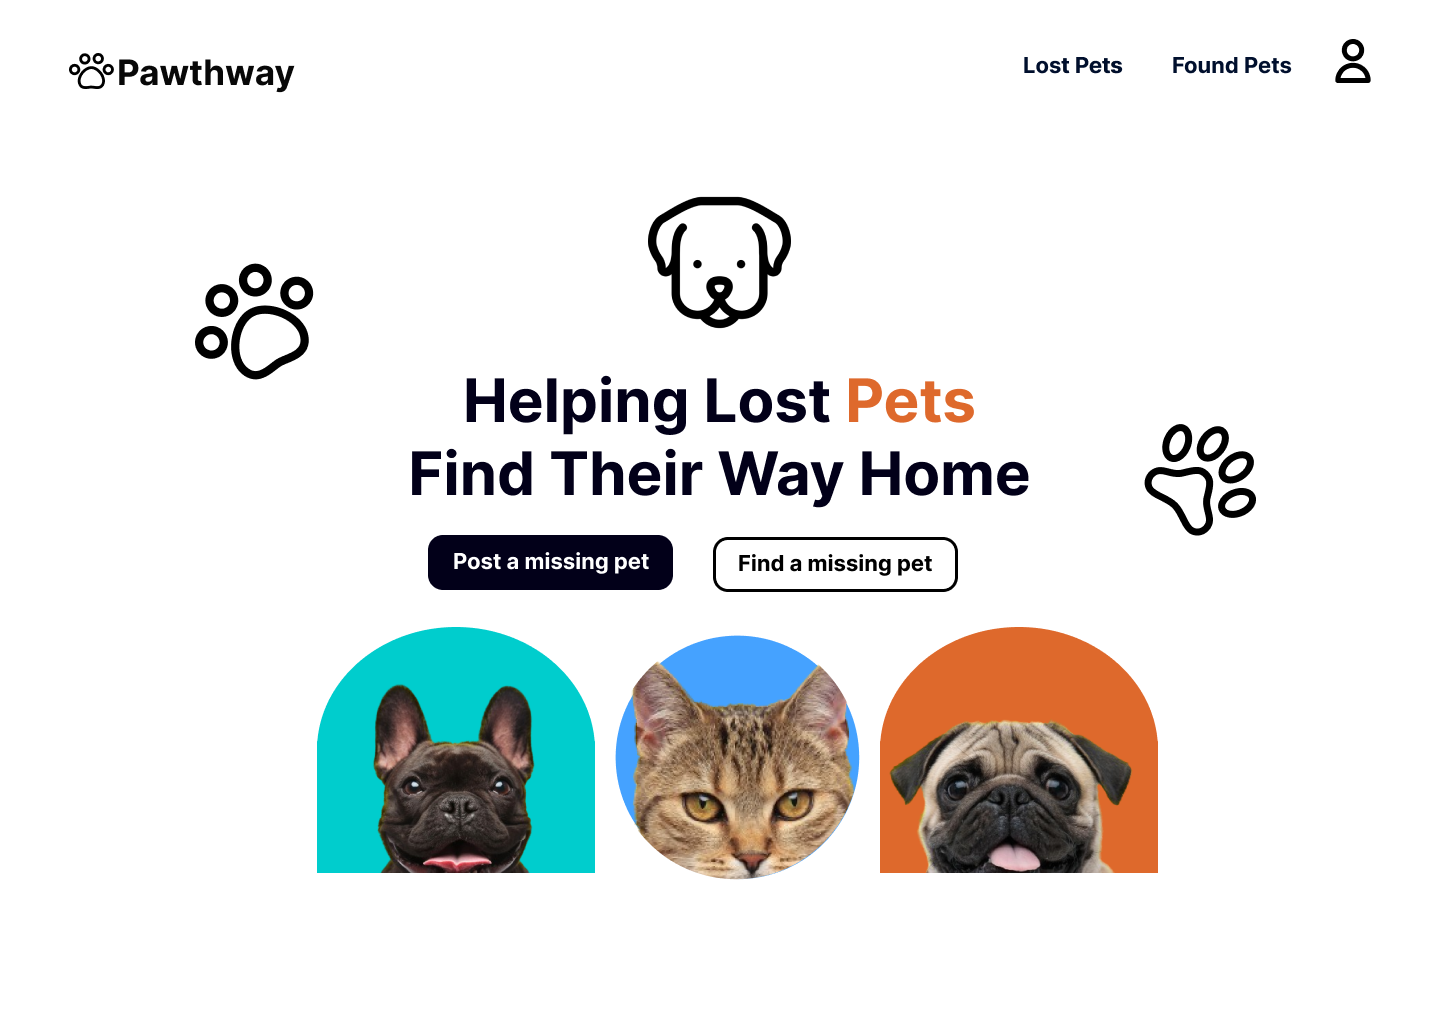 Pawthway
Lost Pets
Found Pets
Helping Lost Pets
Find Their Way Home
Post a missing pet
Find a missing pet